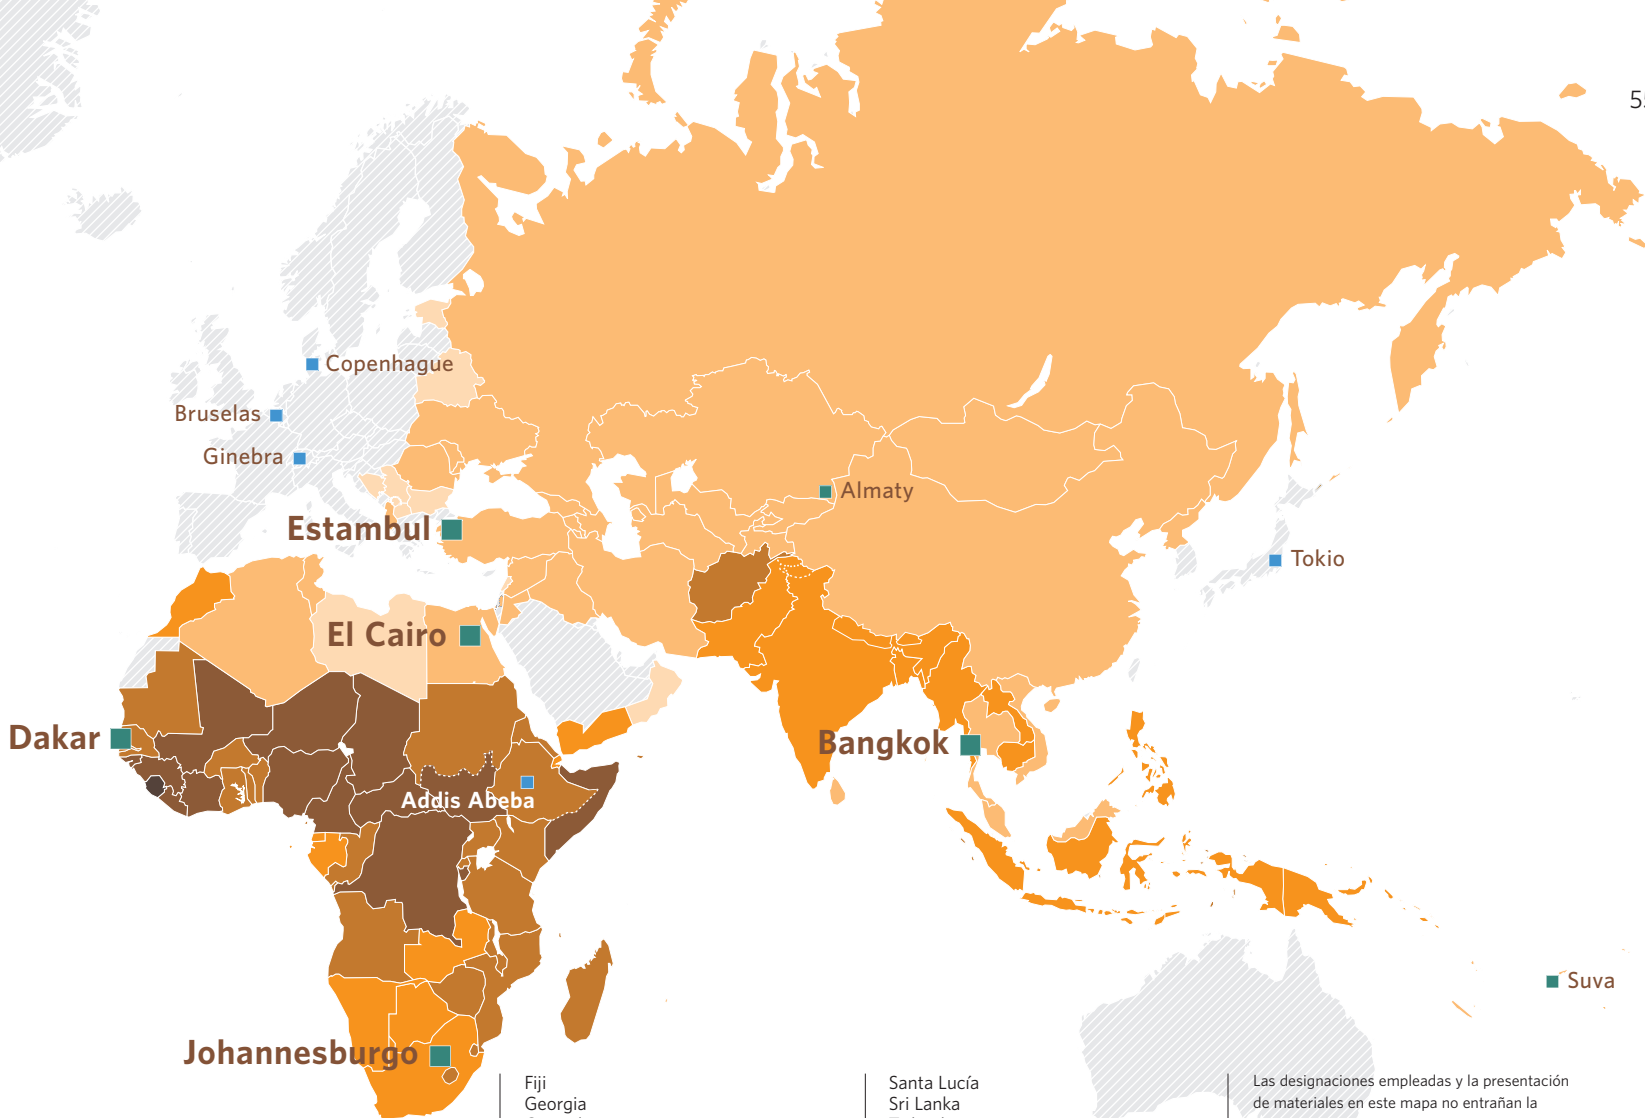 55
Copenhague
Bruselas
Ginebra
Almaty
Estambul
Tokio
El Cairo
Dakar
Bangkok
Addis Abeba
Suva
Johannesburgo
Fiji
Georgia
Santa Lucía
Sri Lanka
Las designaciones empleadas y la presentación
de materiales en este mapa no entrañan la